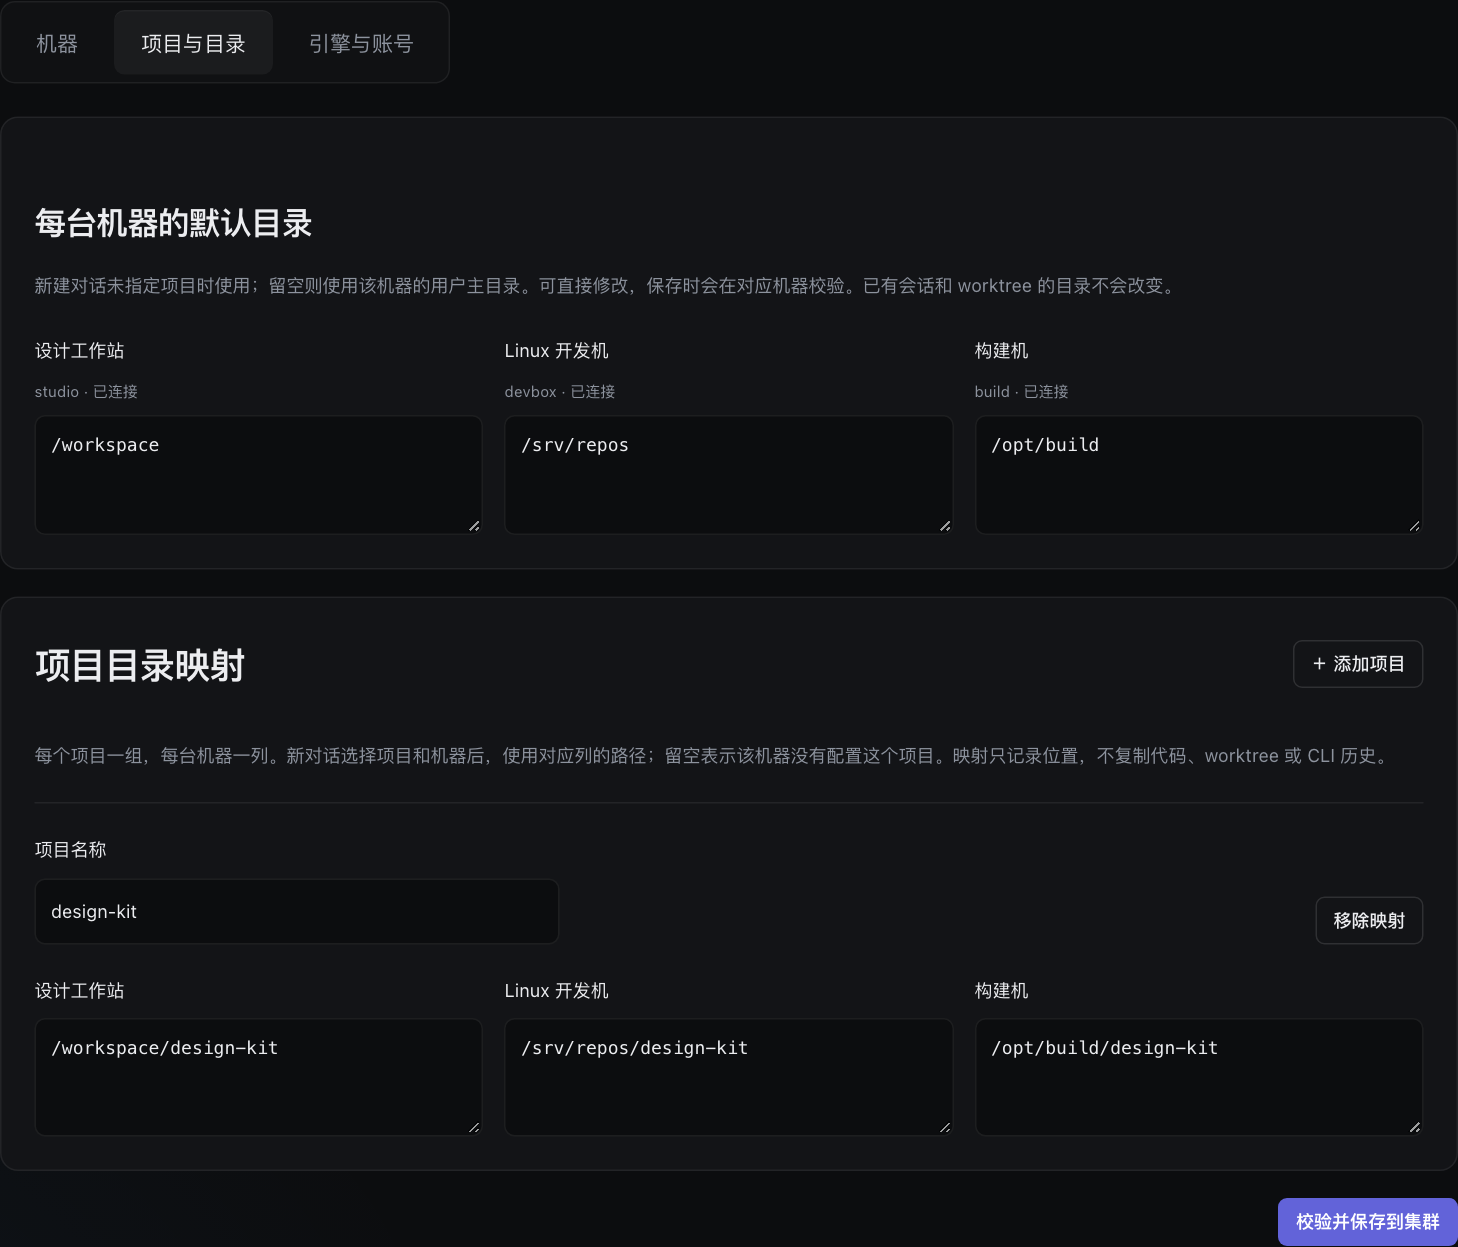 机器 项目与目录 引擎与账号
每台机器的默认目录
新建对话未指定项目时使用；留空则使用该机器的用户主目录。可直接修改，保存时会在对应机器校验。已有会话和 worktree 的目录不会改变。
设计工作站 Linux 开发机 构建机
studio · 已连接 devbox · 已连接 build · 已连接
/workspace /srv/repos /opt/build
项目目录映射 + 添加项目
每个项目一组，每台机器一列。新对话选择项目和机器后，使用对应列的路径；留空表示该机器没有配置这个项目。映射只记录位置，不复制代码、worktree 或 CLI 历史。
项目名称
design-kit 移除映射
设计工作站 Linux 开发机 构建机
/workspace/design-kit /srv/repos/design-kit /opt/build/design-kit
校验并保存到集群